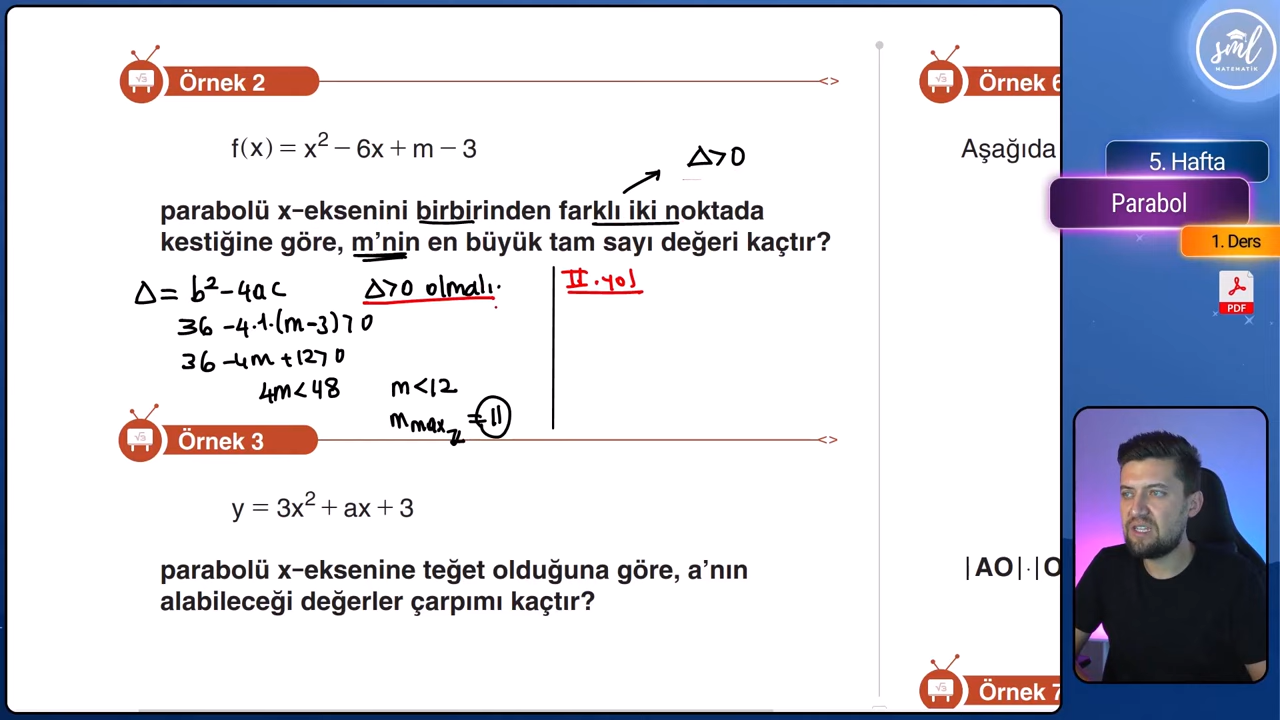 Örnek 2
f(x) = x² − 6x + m − 3
Δ>0
parabolü x−eksenini birbirinden farklı iki noktada
kestiğine göre, m'nin en büyük tam sayı değeri kaçtır?
Δ = b² − 4ac
Δ>0 olmalı.
36 − 4.1.(m−3)>0
36 − 4m + 12>0
4m<48
m<12
m max Z = 11
II. yol
Örnek 3
y = 3x² + ax + 3
parabolü x−eksenine teğet olduğuna göre, a'nın
alabileceği değerler çarpımı kaçtır?
Örnek 6
Aşağıda
|AO|·|O
Örnek 7
sml
MATEMATİK
5. Hafta
Parabol
1. Ders
PDF